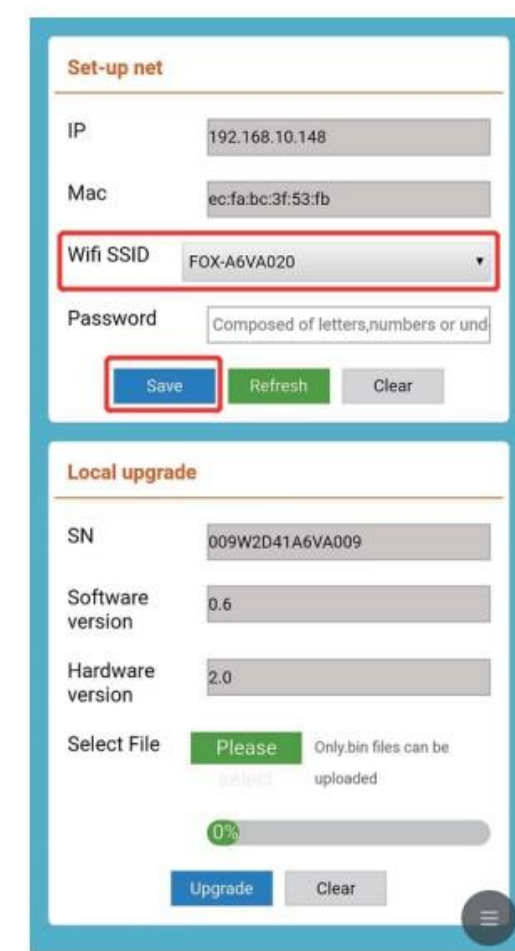 Set-up net
IP
192.168.10.148
Mac
ec:fa:bc:3f:53:fb
Wifi SSID
FOX-A6VA020
Password
Composed of letters,numbers or und
Save
Refresh
Clear
Local upgrade
SN
009W2D41A6VA009
Software
version
0.6
Hardware
version
2.0
Select File
Please
select
Only.bin files can be
uploaded
0%
Upgrade
Clear